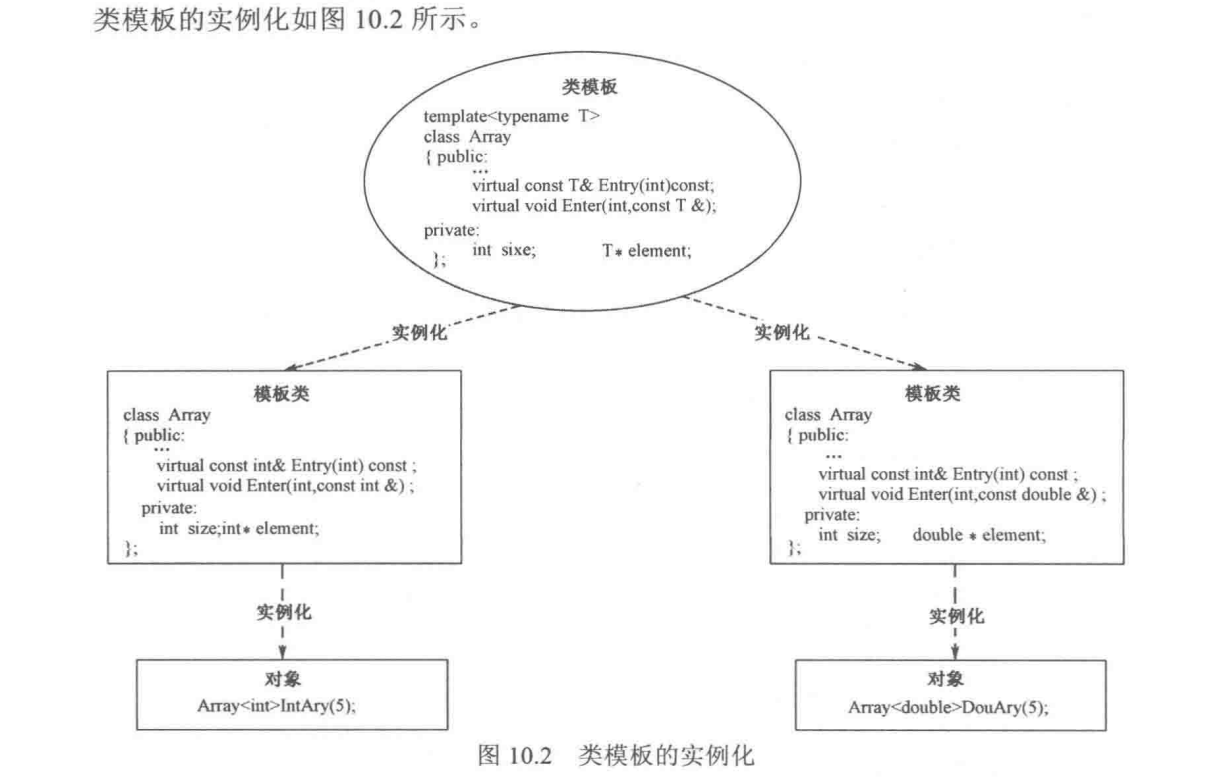 类模板的实例化如图 10.2 所示。
类模板
template<typename T>
class Array
{ public:
...
virtual const T& Entry(int)const;
virtual void Enter(int,const T &);
private:
int sixe; T* element;
};
实例化
实例化
模板类
class Array
{ public:
...
virtual const int& Entry(int) const ;
virtual void Enter(int,const int &) ;
private:
int size;int* element;
};
模板类
class Array
{ public:
...
virtual const int& Entry(int) const ;
virtual void Enter(int,const double &) ;
private:
int size; double * element;
};
实例化
实例化
对象
Array<int>IntAry(5);
对象
Array<double>DouAry(5);
图 10.2 类模板的实例化